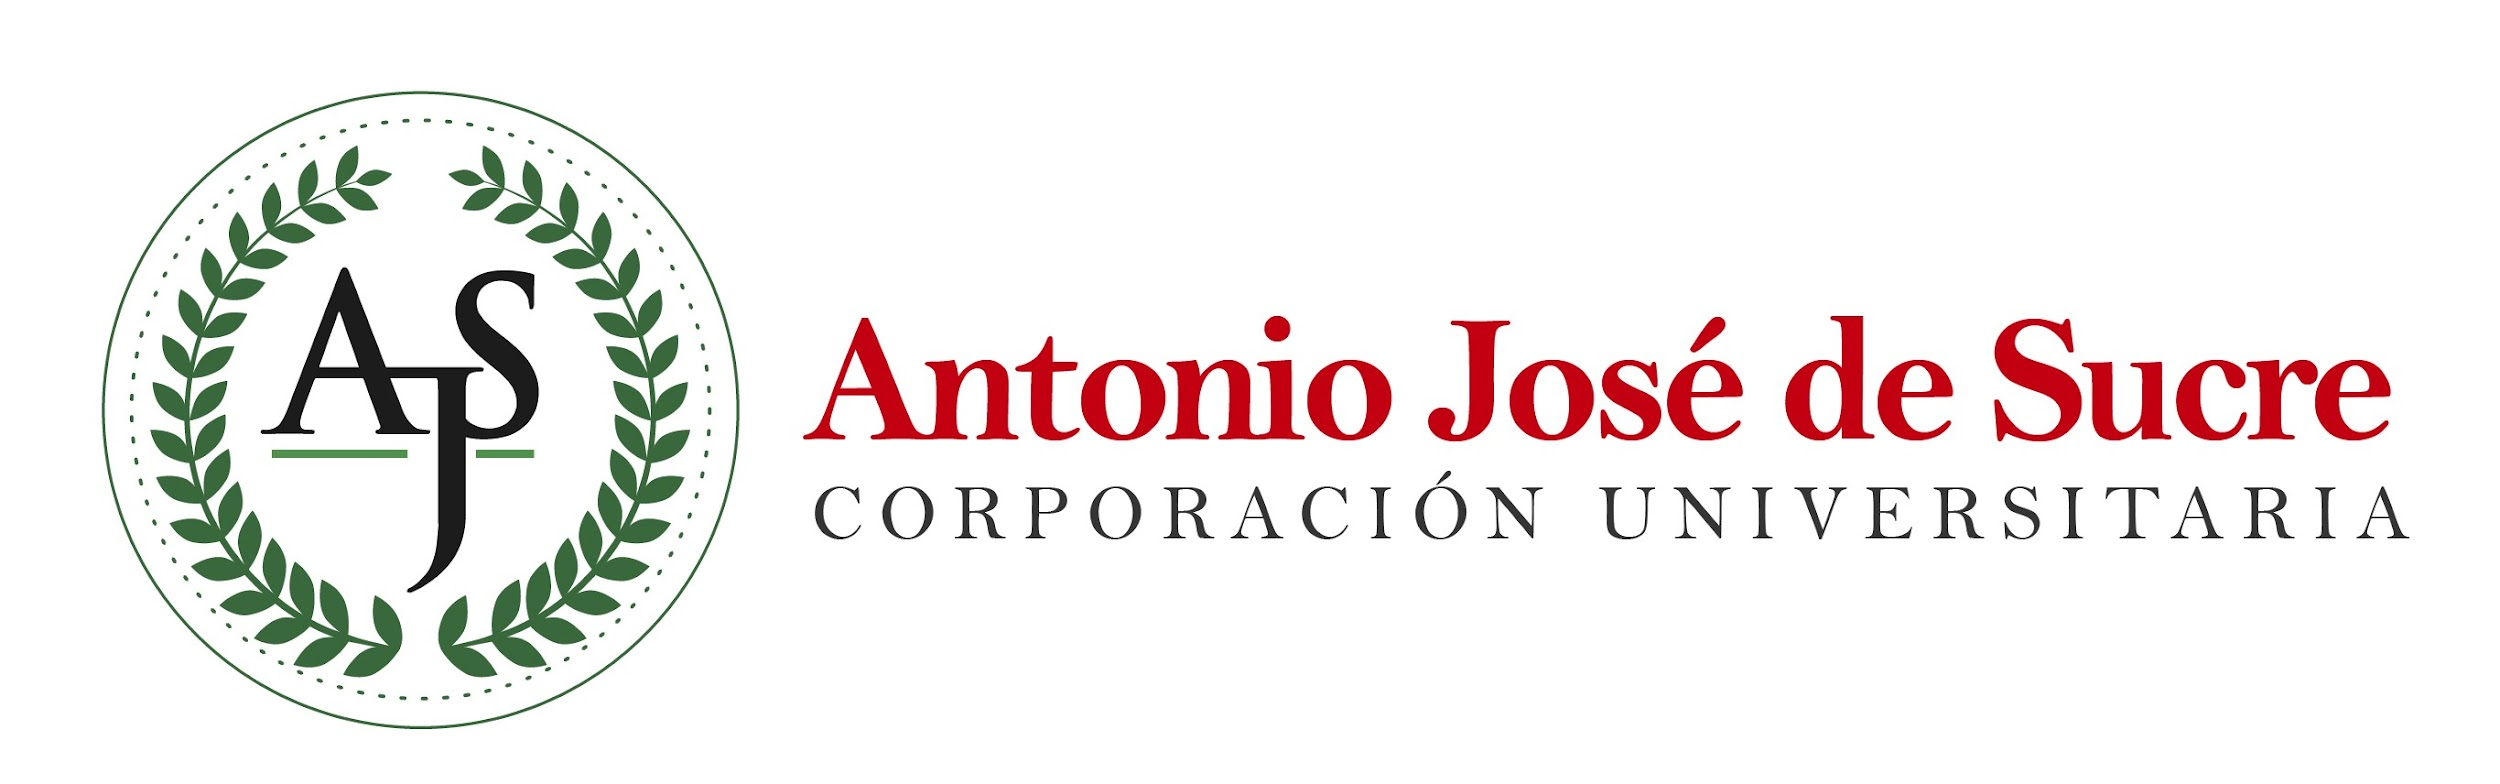 AJS
Antonio José de Sucre
CORPORACIÓN UNIVERSITARIA